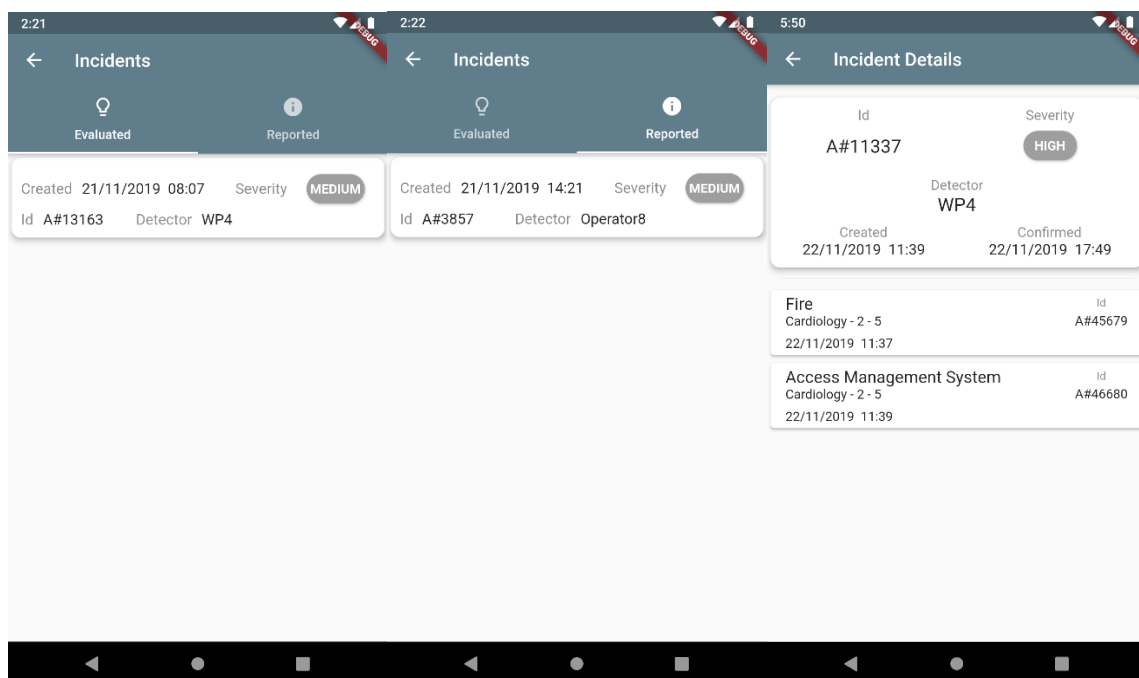 2:21
DEBUG
Incidents
Evaluated
Reported
Created 21/11/2019 08:07 Severity MEDIUM
Id A#13163 Detector WP4
2:22
DEBUG
Incidents
Evaluated
Reported
Created 21/11/2019 14:21 Severity MEDIUM
Id A#3857 Detector Operator8
5:50
DEBUG
Incident Details
Id Severity
A#11337 HIGH
Detector
WP4
Created Confirmed
22/11/2019 11:39 22/11/2019 17:49
Fire Id
Cardiology - 2 - 5 A#45679
22/11/2019 11:37
Access Management System Id
Cardiology - 2 - 5 A#46680
22/11/2019 11:39